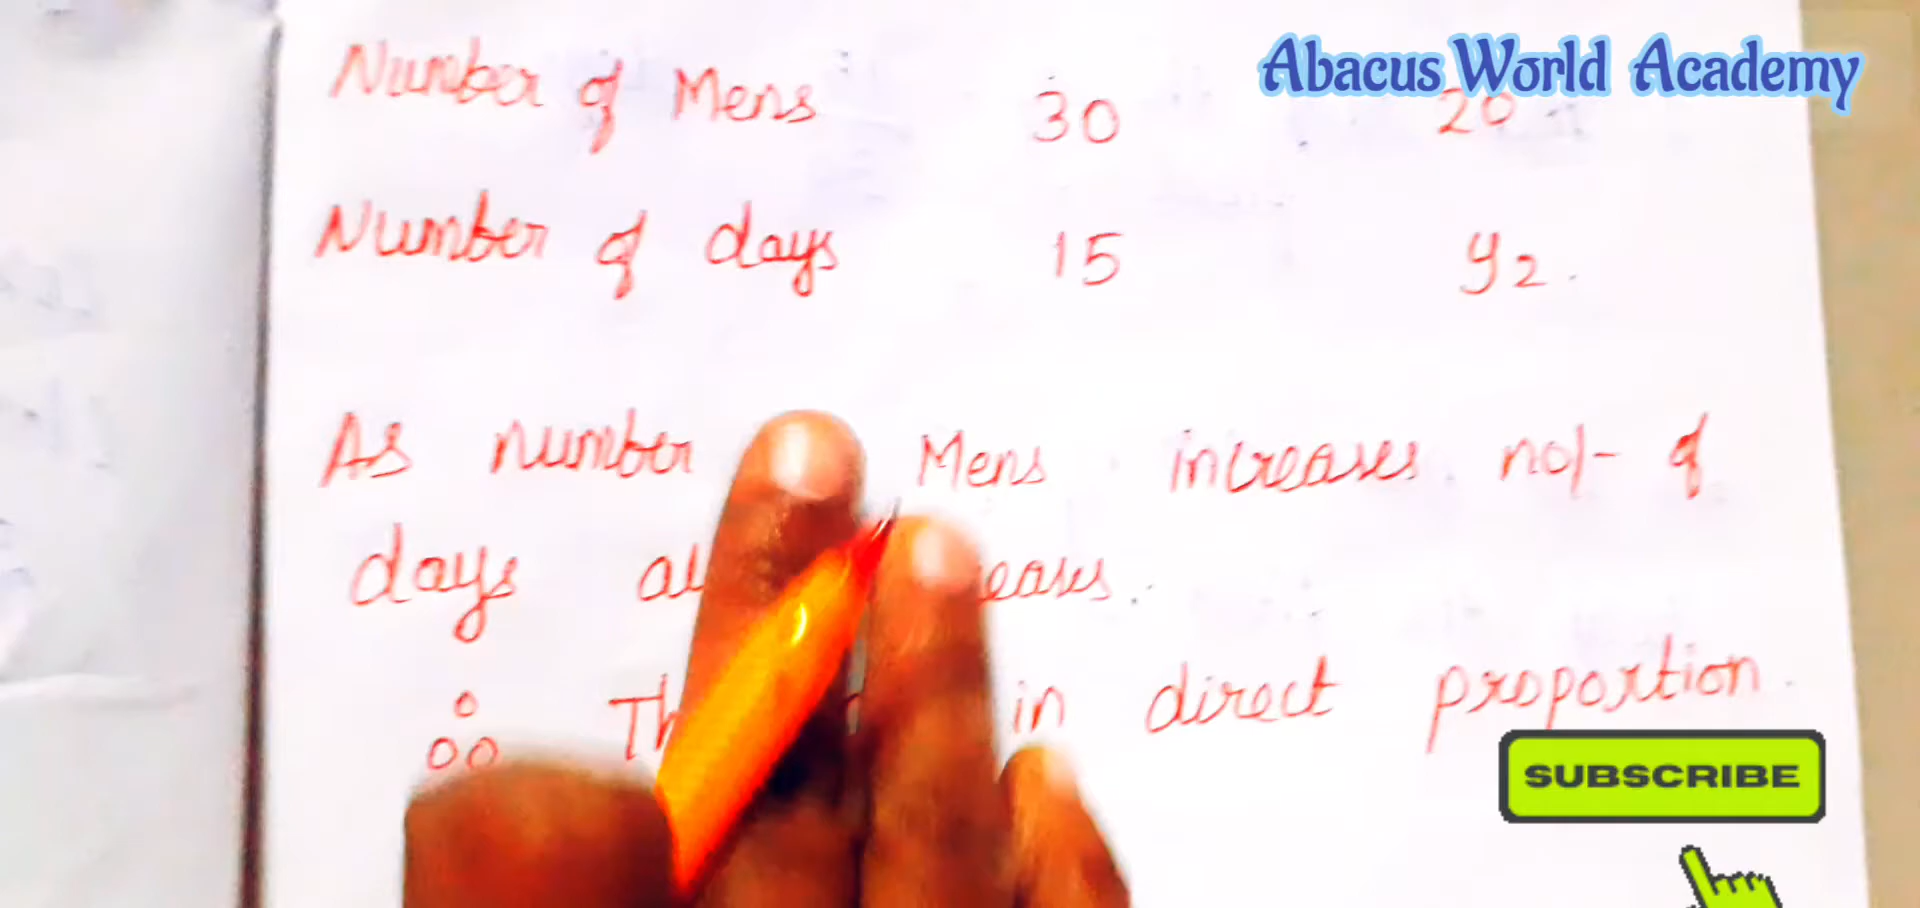 Abacus World Academy
Number of Mens 30 20
Number of days 15 y2.
As number Mens increases no/- of
days
in direct proportion.
SUBSCRIBE